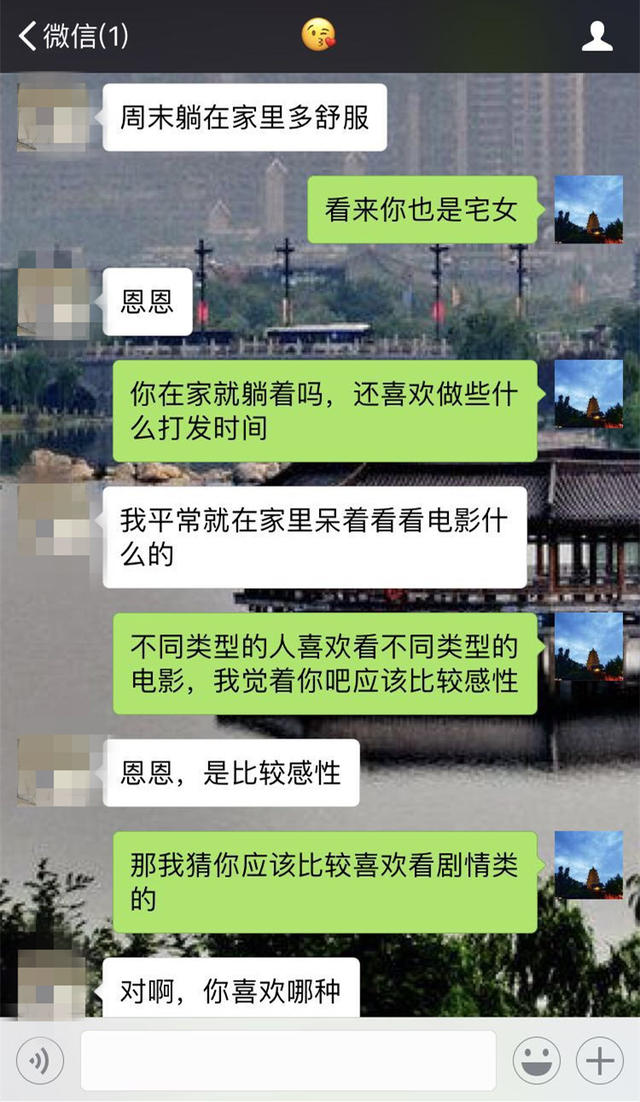 微信(1)
周末躺在家里多舒服
看来你也是宅女
恩恩
你在家就躺着吗，还喜欢做些什
么打发时间
我平常就在家里呆着看看电影什
么的
不同类型的人喜欢看不同类型的
电影，我觉着你吧应该比较感性
恩恩，是比较感性
那我猜你应该比较喜欢看剧情类
的
对啊，你喜欢哪种